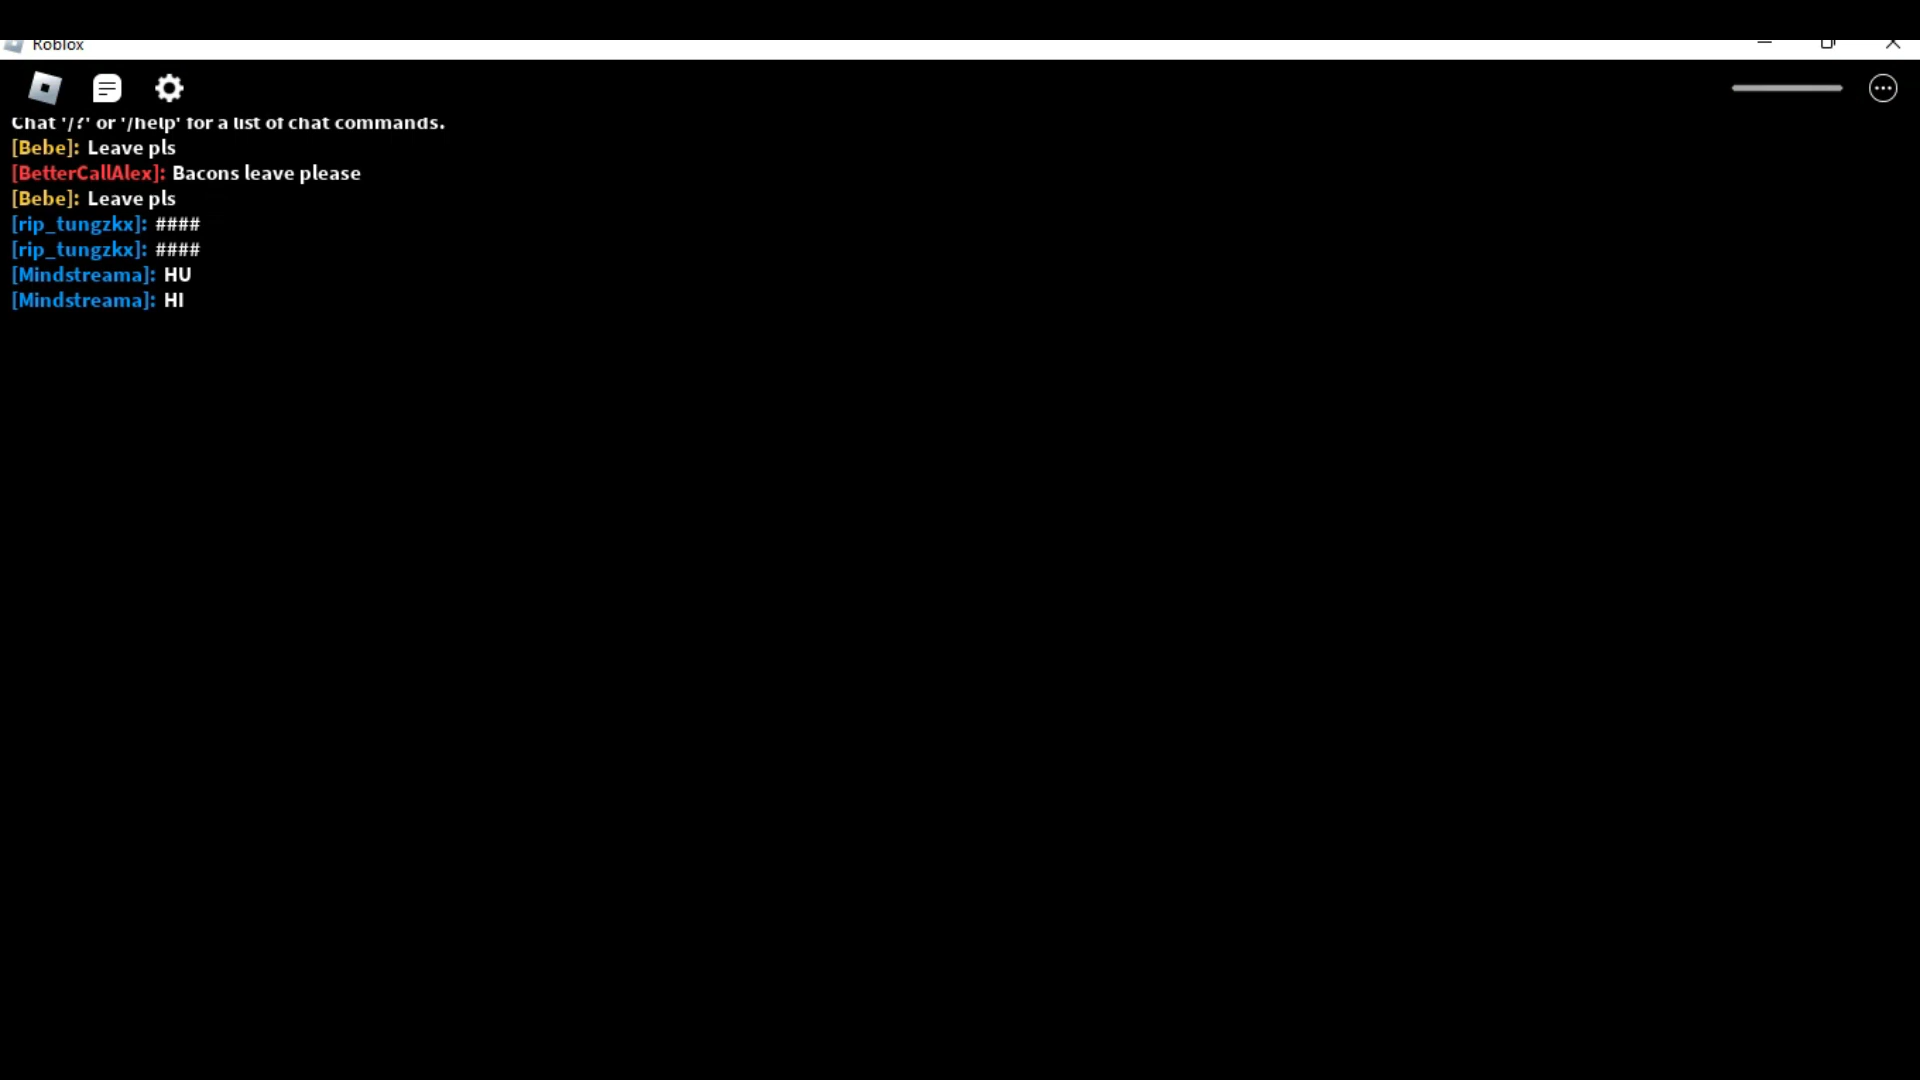 Roblox
Chat '/?' or '/help' for a list of chat commands.
[Bebe]: Leave pls
[BetterCallAlex]: Bacons leave please
[Bebe]: Leave pls
[rip_tungzkx]: ####
[rip_tungzkx]: ####
[Mindstreama]: HU
[Mindstreama]: HI